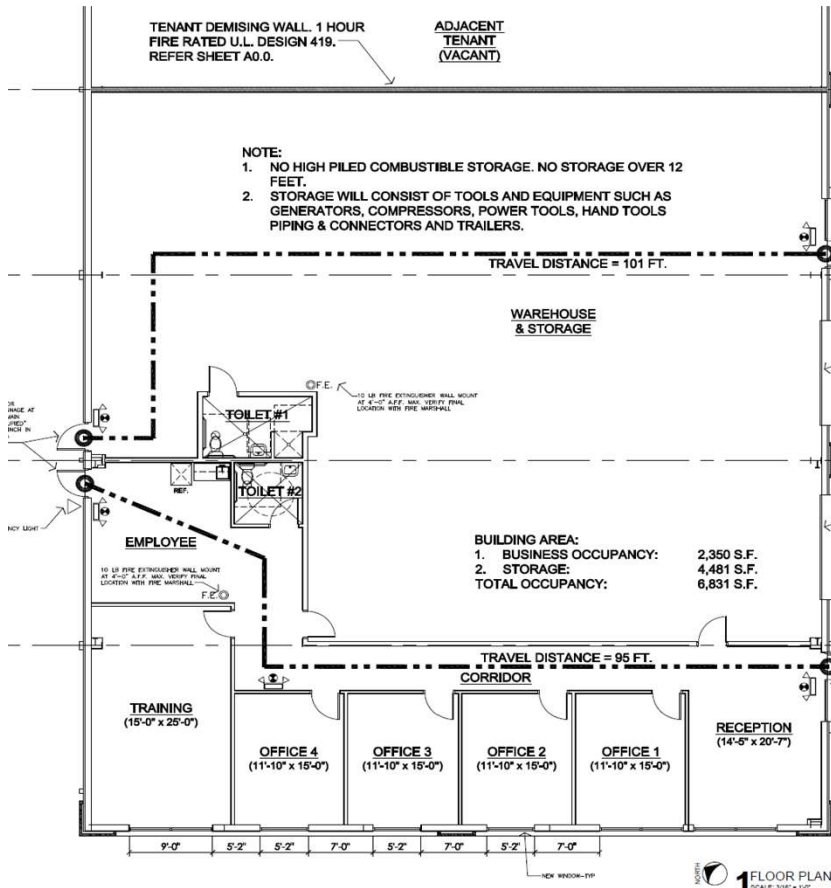 TENANT DEMISING WALL. 1 HOUR
FIRE RATED U.L. DESIGN 419.
REFER SHEET A0.0.
ADJACENT
TENANT
(VACANT)
NOTE:
1. NO HIGH PILED COMBUSTIBLE STORAGE. NO STORAGE OVER 12
FEET.
2. STORAGE WILL CONSIST OF TOOLS AND EQUIPMENT SUCH AS
GENERATORS, COMPRESSORS, POWER TOOLS, HAND TOOLS
PIPING & CONNECTORS AND TRAILERS.
TRAVEL DISTANCE = 101 FT.
WAREHOUSE
& STORAGE
F.E.
10 LB FIRE EXTINGUISHER WALL MOUNT
AT 4'-0" A.F.F. MAX. VERIFY FINAL
LOCATION WITH FIRE MARSHALL
TOILET #1
TOILET #2
REF.
EMPLOYEE
10 LB FIRE EXTINGUISHER WALL MOUNT
AT 4'-0" A.F.F. MAX. VERIFY FINAL
LOCATION WITH FIRE MARSHALL
F.E.
BUILDING AREA:
1. BUSINESS OCCUPANCY: 2,350 S.F.
2. STORAGE: 4,481 S.F.
TOTAL OCCUPANCY: 6,831 S.F.
TRAVEL DISTANCE = 95 FT.
CORRIDOR
TRAINING
(15'-0" x 25'-0")
OFFICE 4
(11'-10" x 15'-0")
OFFICE 3
(11'-10" x 15'-0")
OFFICE 2
(11'-10" x 15'-0")
OFFICE 1
(11'-10" x 15'-0")
RECEPTION
(14'-5" x 20'-7")
9'-0" 5'-2" 5'-2" 7'-0" 5'-2" 7'-0" 5'-2" 7'-0"
NEW WINDOW-TYP
NORTH
1 FLOOR PLAN